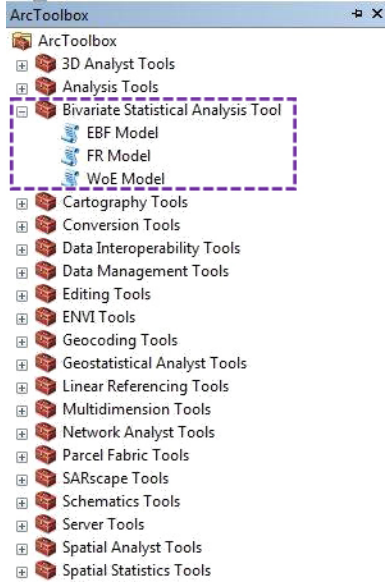 ArcToolbox
ArcToolbox
3D Analyst Tools
Analysis Tools
Bivariate Statistical Analysis Tool
EBF Model
FR Model
WoE Model
Cartography Tools
Conversion Tools
Data Interoperability Tools
Data Management Tools
Editing Tools
ENVI Tools
Geocoding Tools
Geostatistical Analyst Tools
Linear Referencing Tools
Multidimension Tools
Network Analyst Tools
Parcel Fabric Tools
SARscape Tools
Schematics Tools
Server Tools
Spatial Analyst Tools
Spatial Statistics Tools